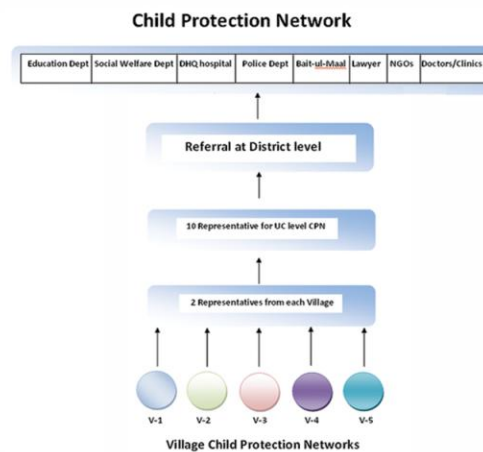 Child Protection Network
Education Dept Social Welfare Dept DHQ hospital Police Dept Bait-ul-Maal Lawyer NGOs Doctors/Clinics
Referral at District level
10 Representative for UC level CPN
2 Representatives from each Village
V-1 V-2 V-3 V-4 V-5
Village Child Protection Networks